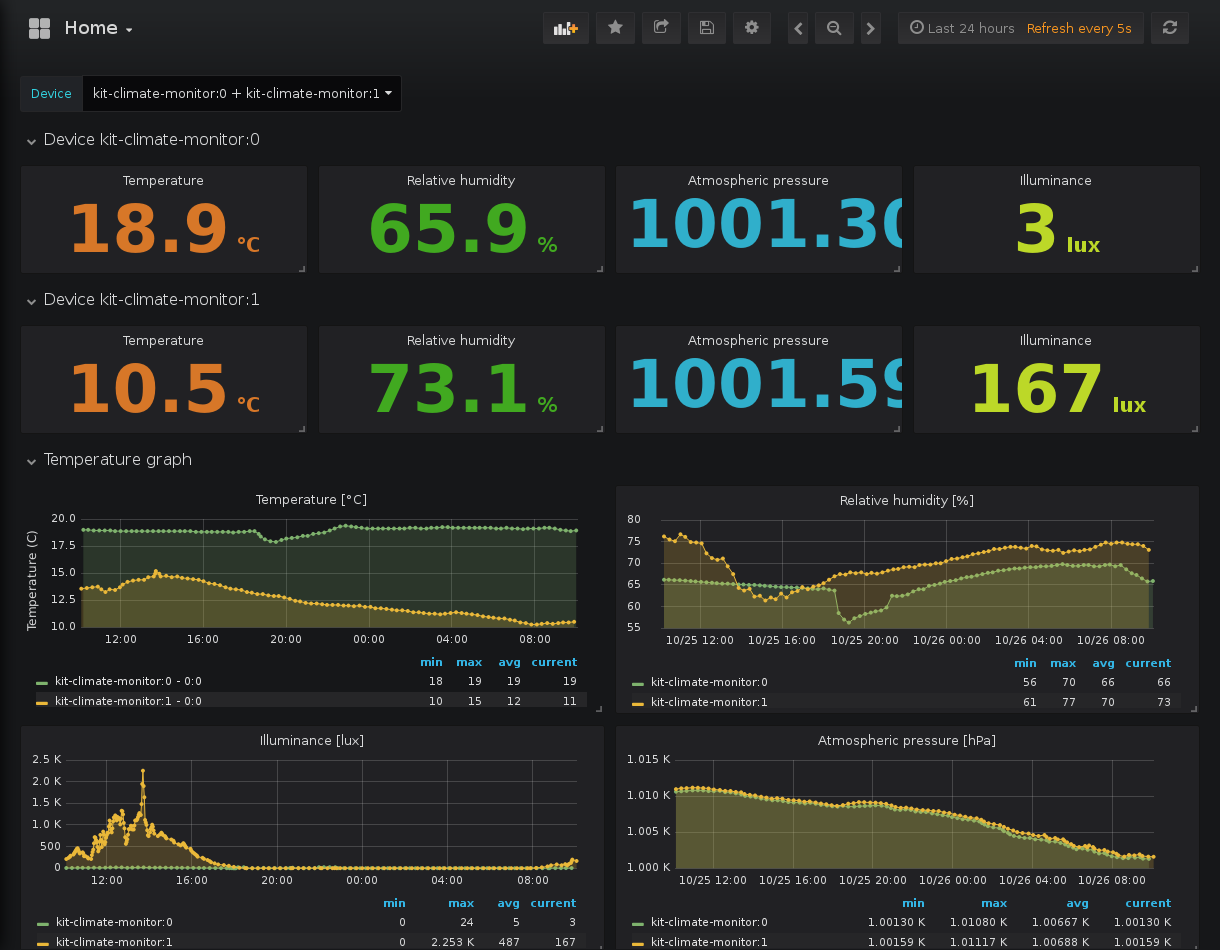 Home
Last 24 hours Refresh every 5s
Device kit-climate-monitor:0 + kit-climate-monitor:1
Device kit-climate-monitor:0
Temperature Relative humidity Atmospheric pressure Illuminance
18.9 °C 65.9 % 1001.30 3 lux
Device kit-climate-monitor:1
Temperature Relative humidity Atmospheric pressure Illuminance
10.5 °C 73.1 % 1001.59 167 lux
Temperature graph
Temperature [°C]
Temperature (C)
20.0
17.5
15.0
12.5
10.0
12:00 16:00 20:00 00:00 04:00 08:00
min max avg current
kit-climate-monitor:0 - 0:0 18 19 19 19
kit-climate-monitor:1 - 0:0 10 15 12 11
Relative humidity [%]
80
75
70
65
60
55
10/25 12:00 10/25 16:00 10/25 20:00 10/26 00:00 10/26 04:00 10/26 08:00
min max avg current
kit-climate-monitor:0 56 70 66 66
kit-climate-monitor:1 61 77 70 73
Illuminance [lux]
2.5 K
2.0 K
1.5 K
1.0 K
500
0
12:00 16:00 20:00 00:00 04:00 08:00
min max avg current
kit-climate-monitor:0 0 24 5 3
kit-climate-monitor:1 0 2.253 K 487 167
Atmospheric pressure [hPa]
1.015 K
1.010 K
1.005 K
1.000 K
10/25 12:00 10/25 16:00 10/25 20:00 10/26 00:00 10/26 04:00 10/26 08:00
min max avg current
kit-climate-monitor:0 1.00130 K 1.01080 K 1.00667 K 1.00130 K
kit-climate-monitor:1 1.00159 K 1.01117 K 1.00688 K 1.00159 K